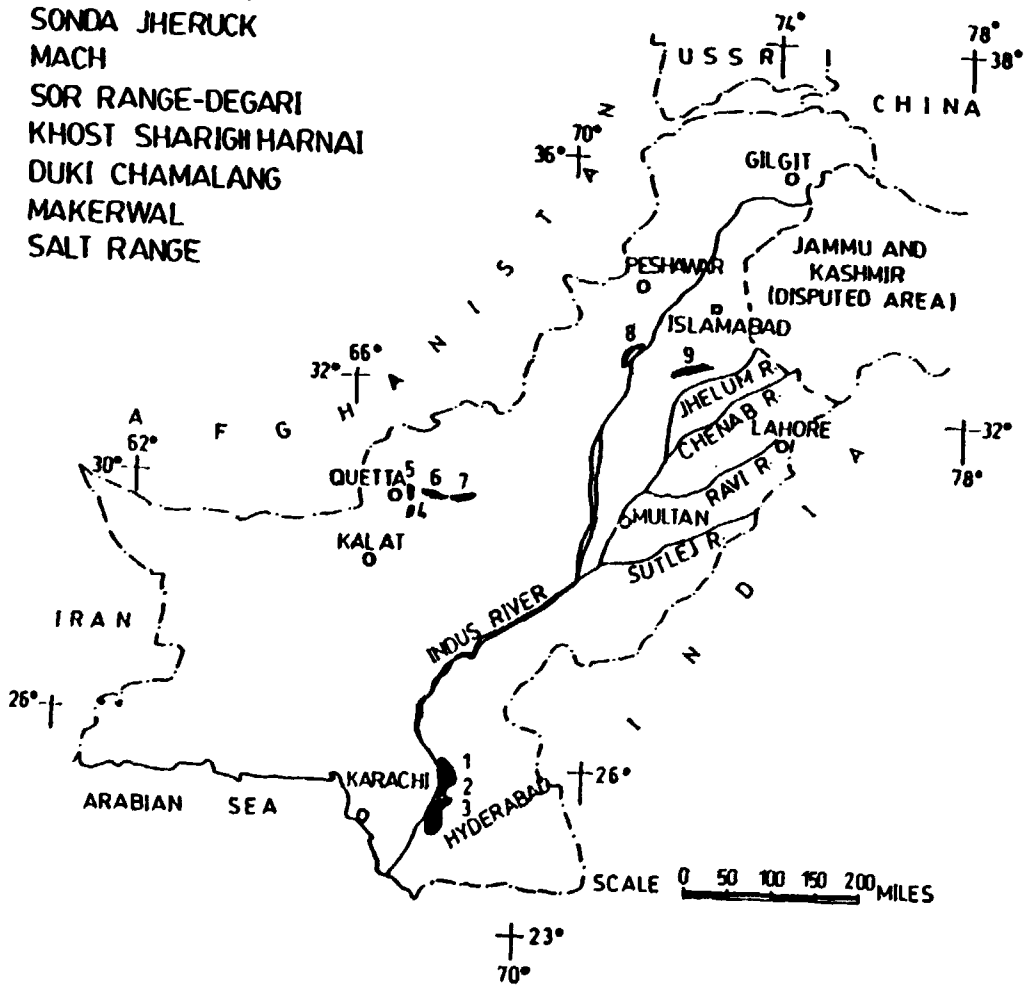 SONDA JHERUCK
MACH
SOR RANGE-DEGARI
KHOST SHARIGH HARNAI
DUKI CHAMALANG
MAKERWAL
SALT RANGE
74°
78°
38°
USSR
CHINA
70°
36°
GILGIT
AFGHANISTAN
PESHAWAR
JAMMU AND
KASHMIR
(DISPUTED AREA)
ISLAMABAD
8
9
66°
32°
JHELUM R.
CHENAB R.
LAHORE
32°
78°
62°
30°
QUETTA
5
6
7
4
RAVI R.
MULTAN
SUTLEJ R.
KALAT
INDIA
IRAN
INDUS RIVER
26°
1
2
3
KARACHI
26°
HYDERABAD
ARABIAN SEA
SCALE 0 50 100 150 200 MILES
23°
70°